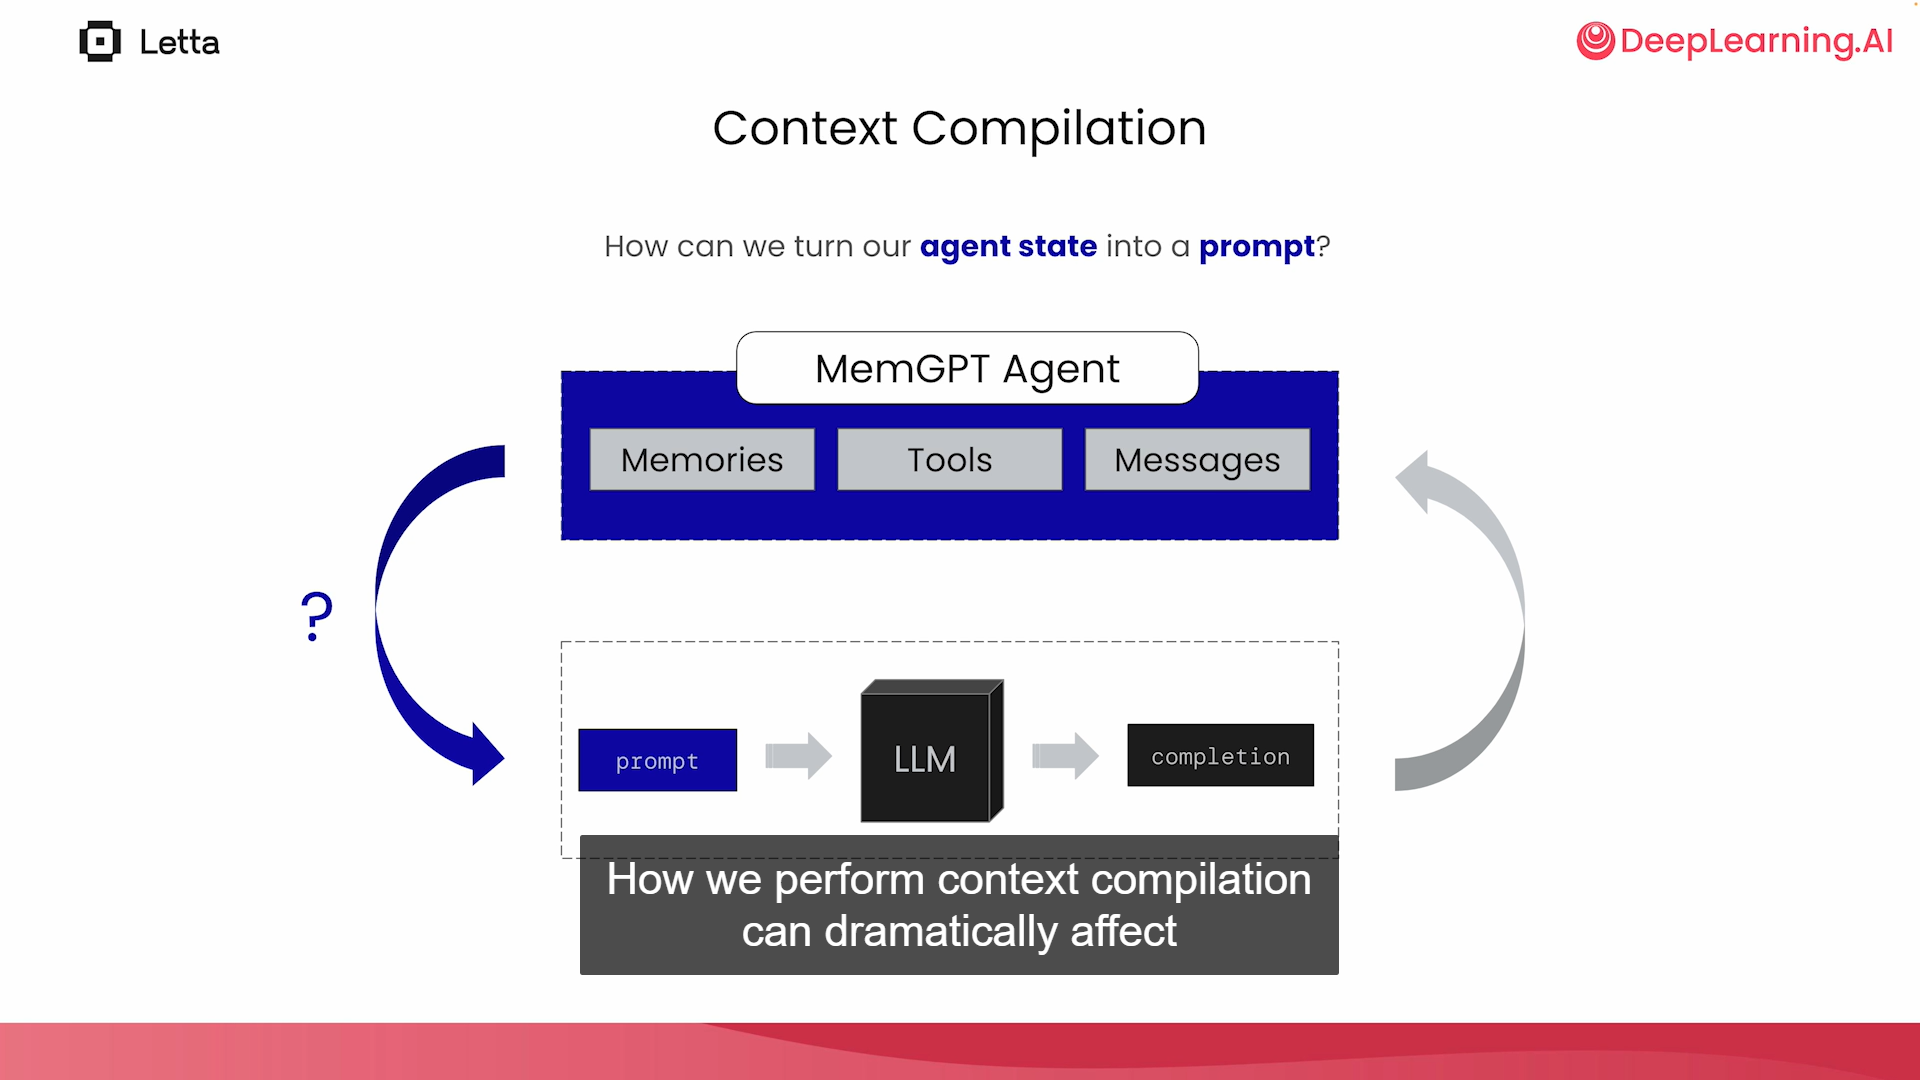 Letta
DeepLearning.AI
Context Compilation
How can we turn our agent state into a prompt?
MemGPT Agent
Memories
Tools
Messages
?
prompt
LLM
completion
How we perform context compilation
can dramatically affect